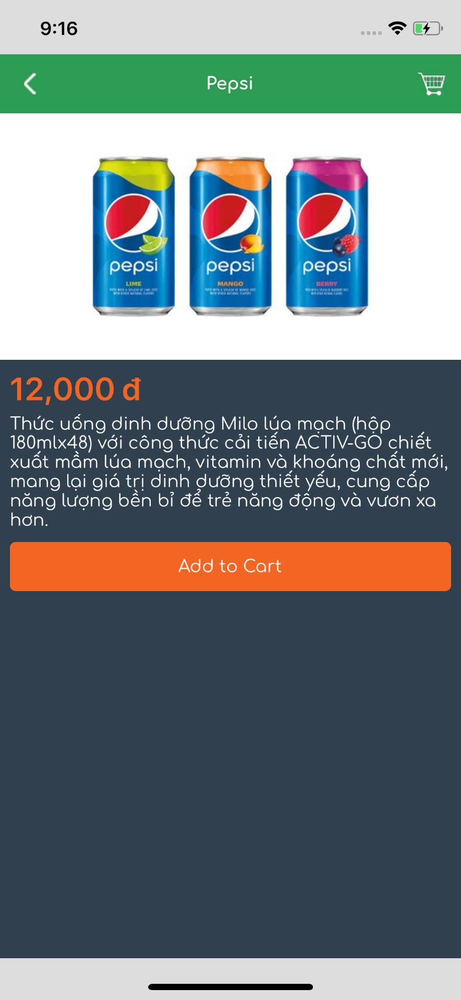 9:16
Pepsi
pepsi
LIME
pepsi
MANGO
pepsi
BERRY
12,000 đ
Thức uống dinh dưỡng Milo lúa mạch (hộp
180mlx48) với công thức cải tiến ACTIV-GO chiết
xuất mầm lúa mạch, vitamin và khoáng chất mới,
mang lại giá trị dinh dưỡng thiết yếu, cung cấp
năng lượng bền bỉ để trẻ năng động và vươn xa
hơn.
Add to Cart